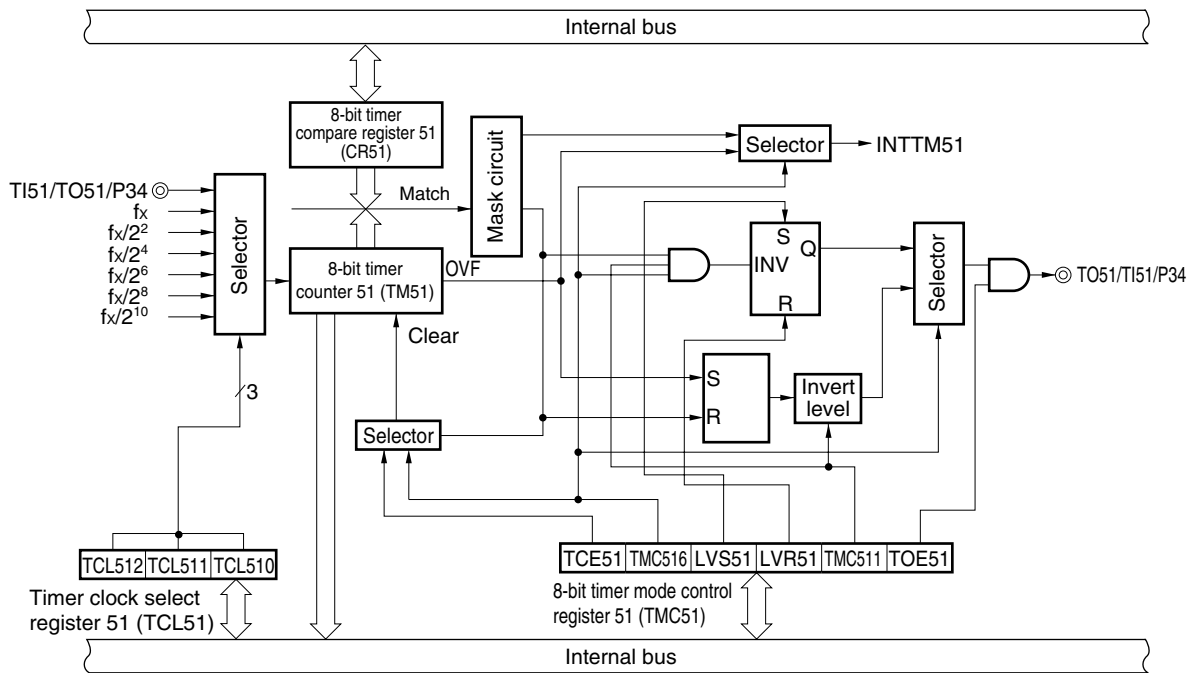 Internal bus
8-bit timer
compare register 51
(CR51)
Match
Mask circuit
Selector
INTTM51
TI51/TO51/P34
fx
fx/2²
fx/2⁴
fx/2⁶
fx/2⁸
fx/2¹⁰
Selector
8-bit timer
counter 51 (TM51)
OVF
Clear
S
Q
INV
R
Selector
TO51/TI51/P34
3
S
R
Invert
level
Selector
TCL512
TCL511
TCL510
Timer clock select
register 51 (TCL51)
TCE51
TMC516
LVS51
LVR51
TMC511
TOE51
8-bit timer mode control
register 51 (TMC51)
Internal bus